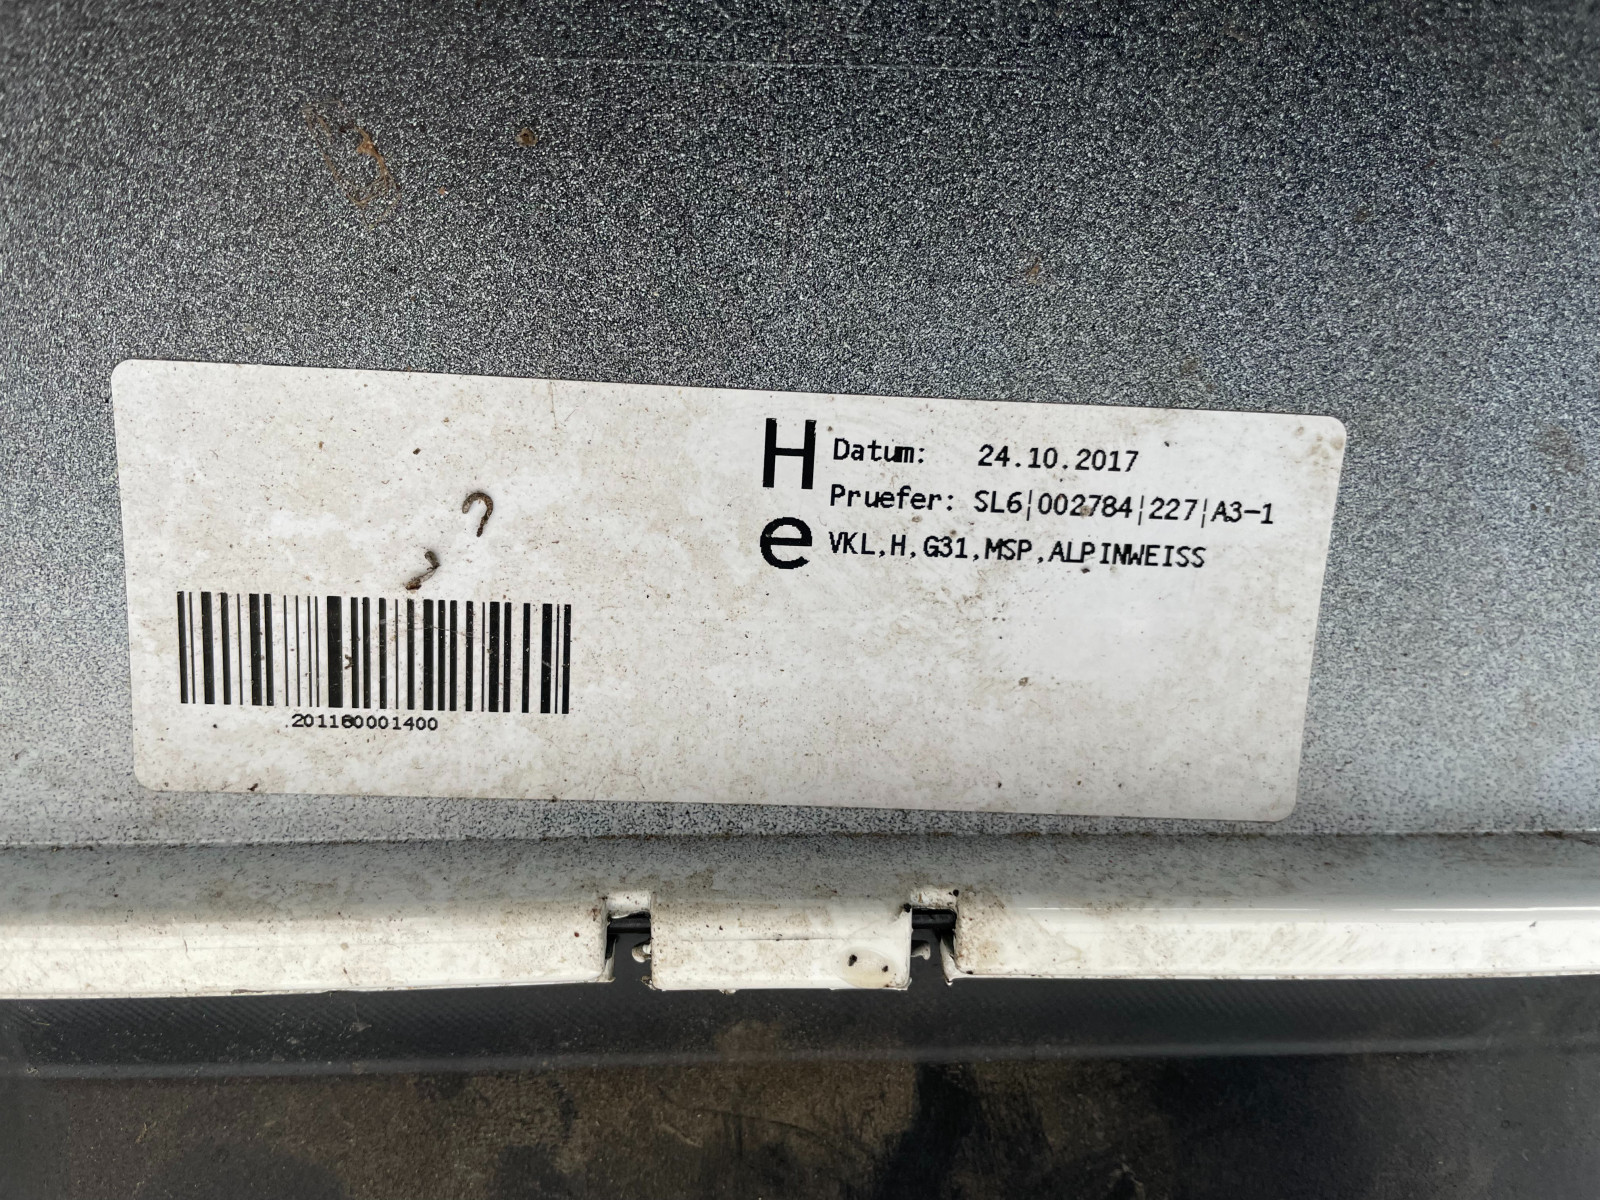 H
Datum: 24.10.2017
Pruefer: SL6|002784|227|A3-1
e
VKL,H,G31,MSP,ALPINWEISS
201160001400